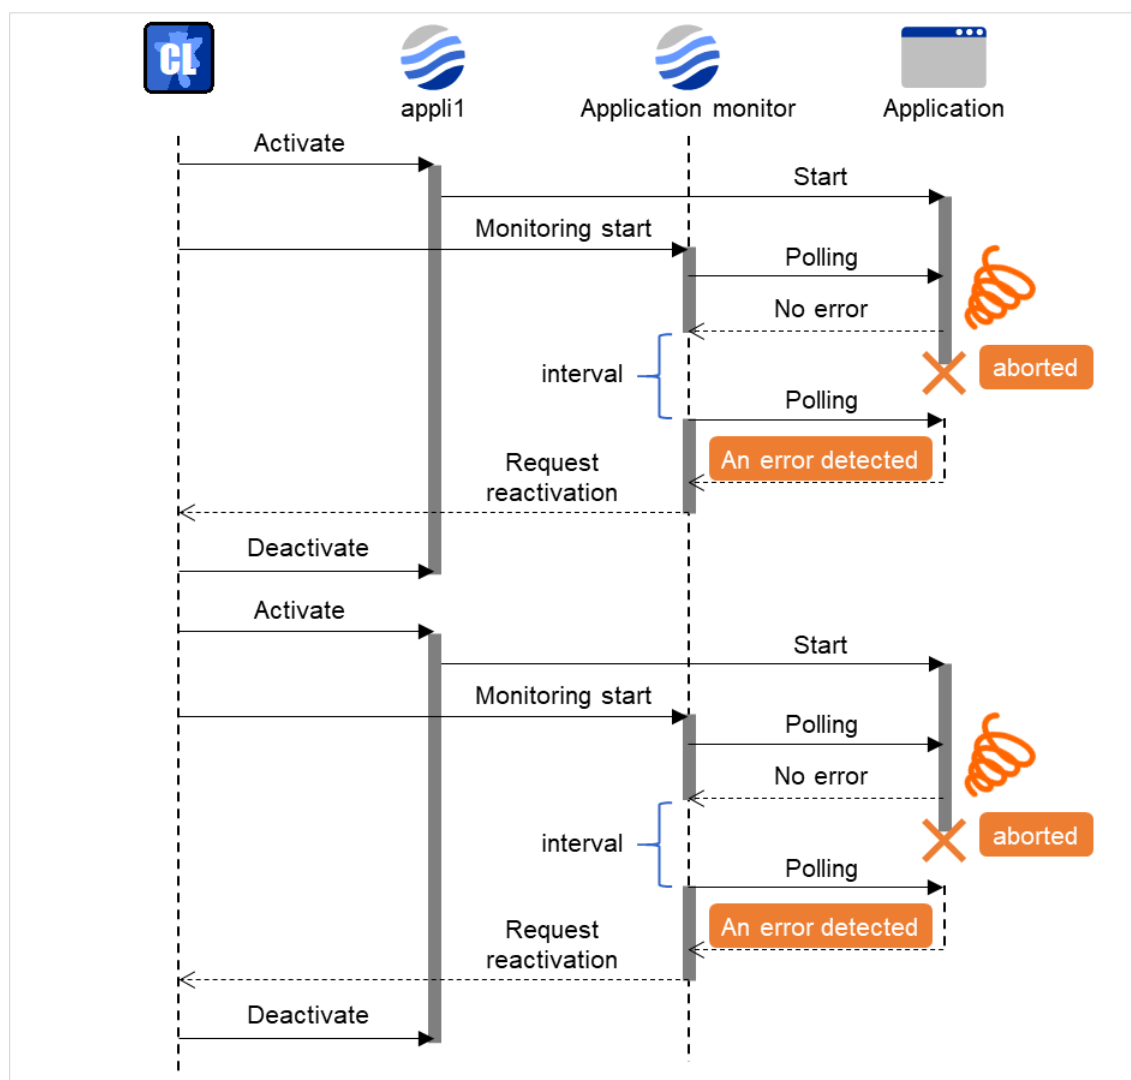 CL
appli1
Application monitor
Application
Activate
Start
Monitoring start
Polling
No error
interval
aborted
Polling
An error detected
Request
reactivation
Deactivate
Activate
Start
Monitoring start
Polling
No error
interval
aborted
Polling
An error detected
Request
reactivation
Deactivate